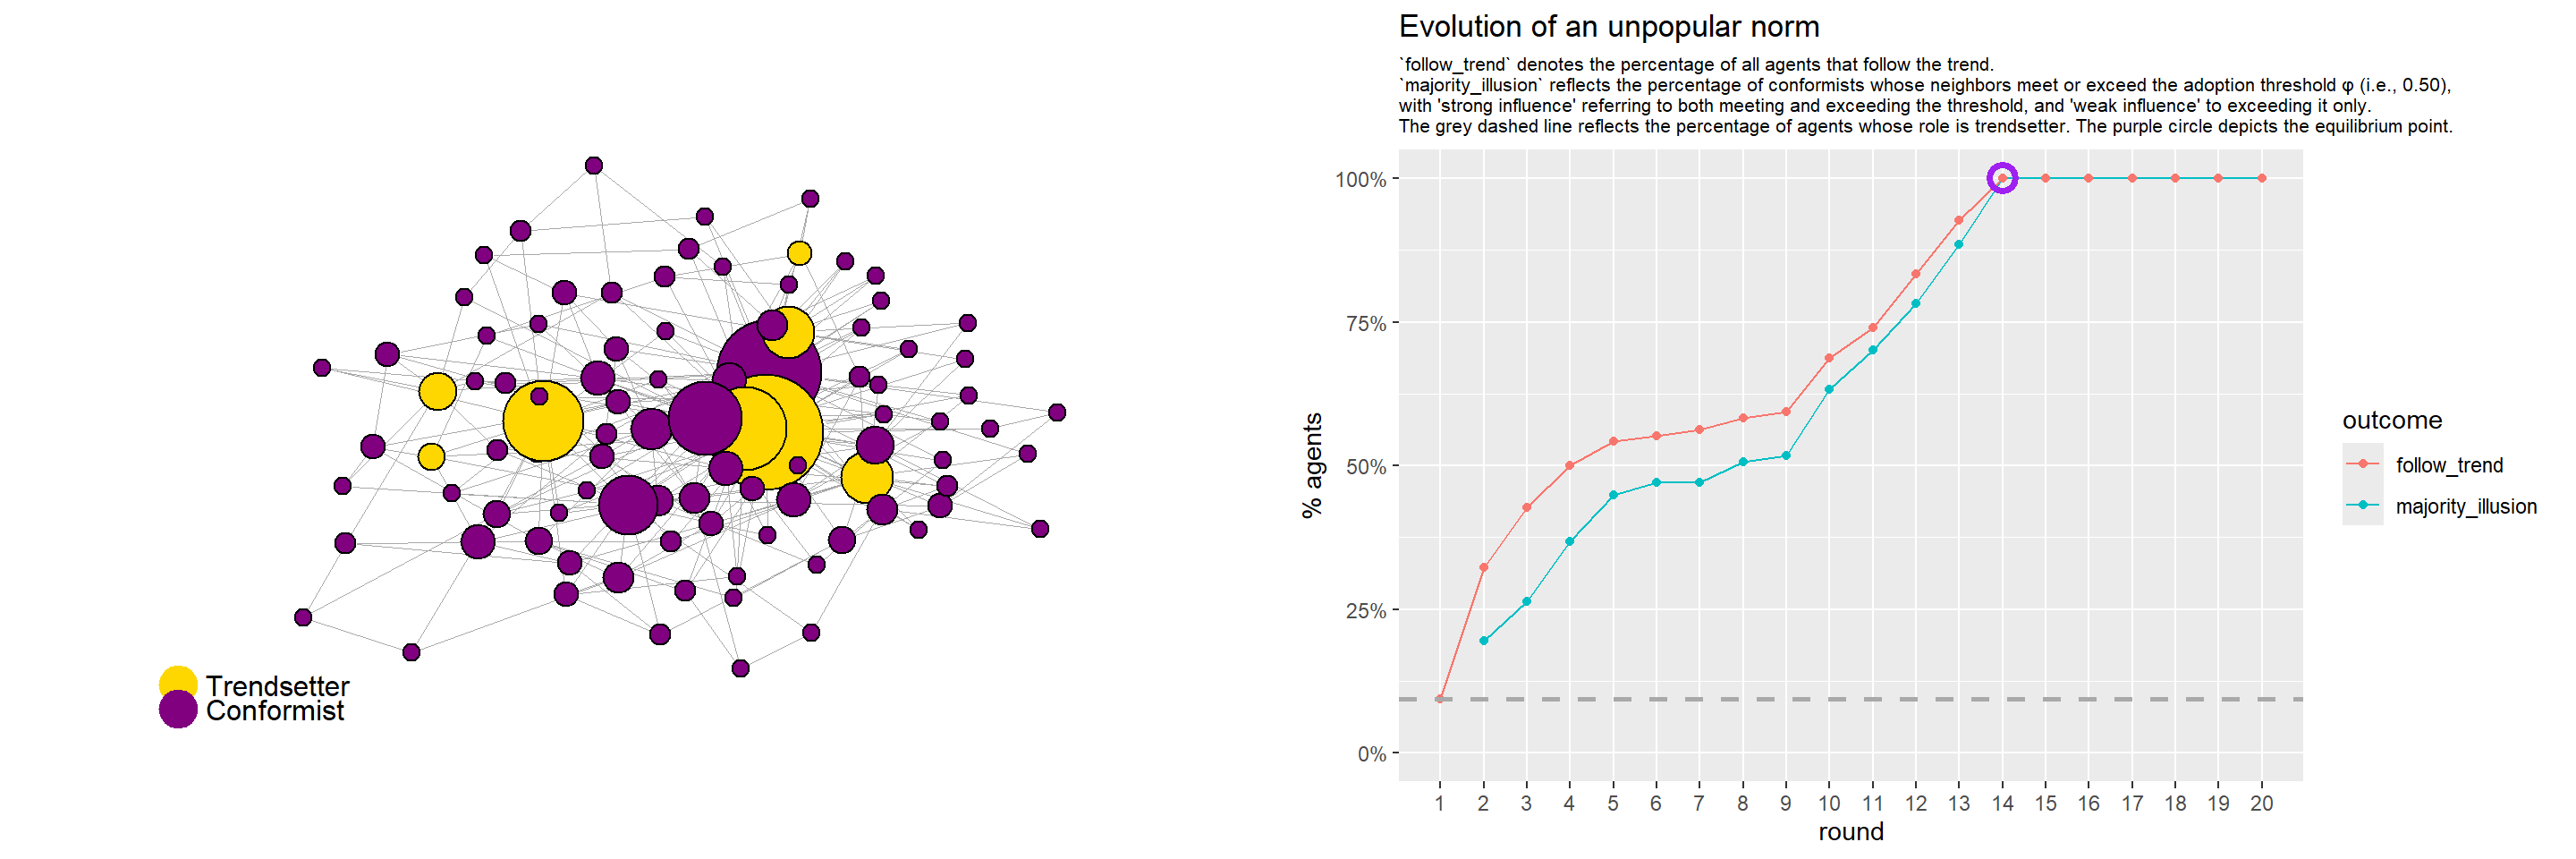 Trendsetter
Conformist
Evolution of an unpopular norm
`follow_trend` denotes the percentage of all agents that follow the trend.
`majority_illusion` reflects the percentage of conformists whose neighbors meet or exceed the adoption threshold φ (i.e., 0.50),
with 'strong influence' referring to both meeting and exceeding the threshold, and 'weak influence' to exceeding it only.
The grey dashed line reflects the percentage of agents whose role is trendsetter. The purple circle depicts the equilibrium point.
100%
75%
50%
25%
0%
% agents
1 2 3 4 5 6 7 8 9 10 11 12 13 14 15 16 17 18 19 20
round
outcome
follow_trend
majority_illusion